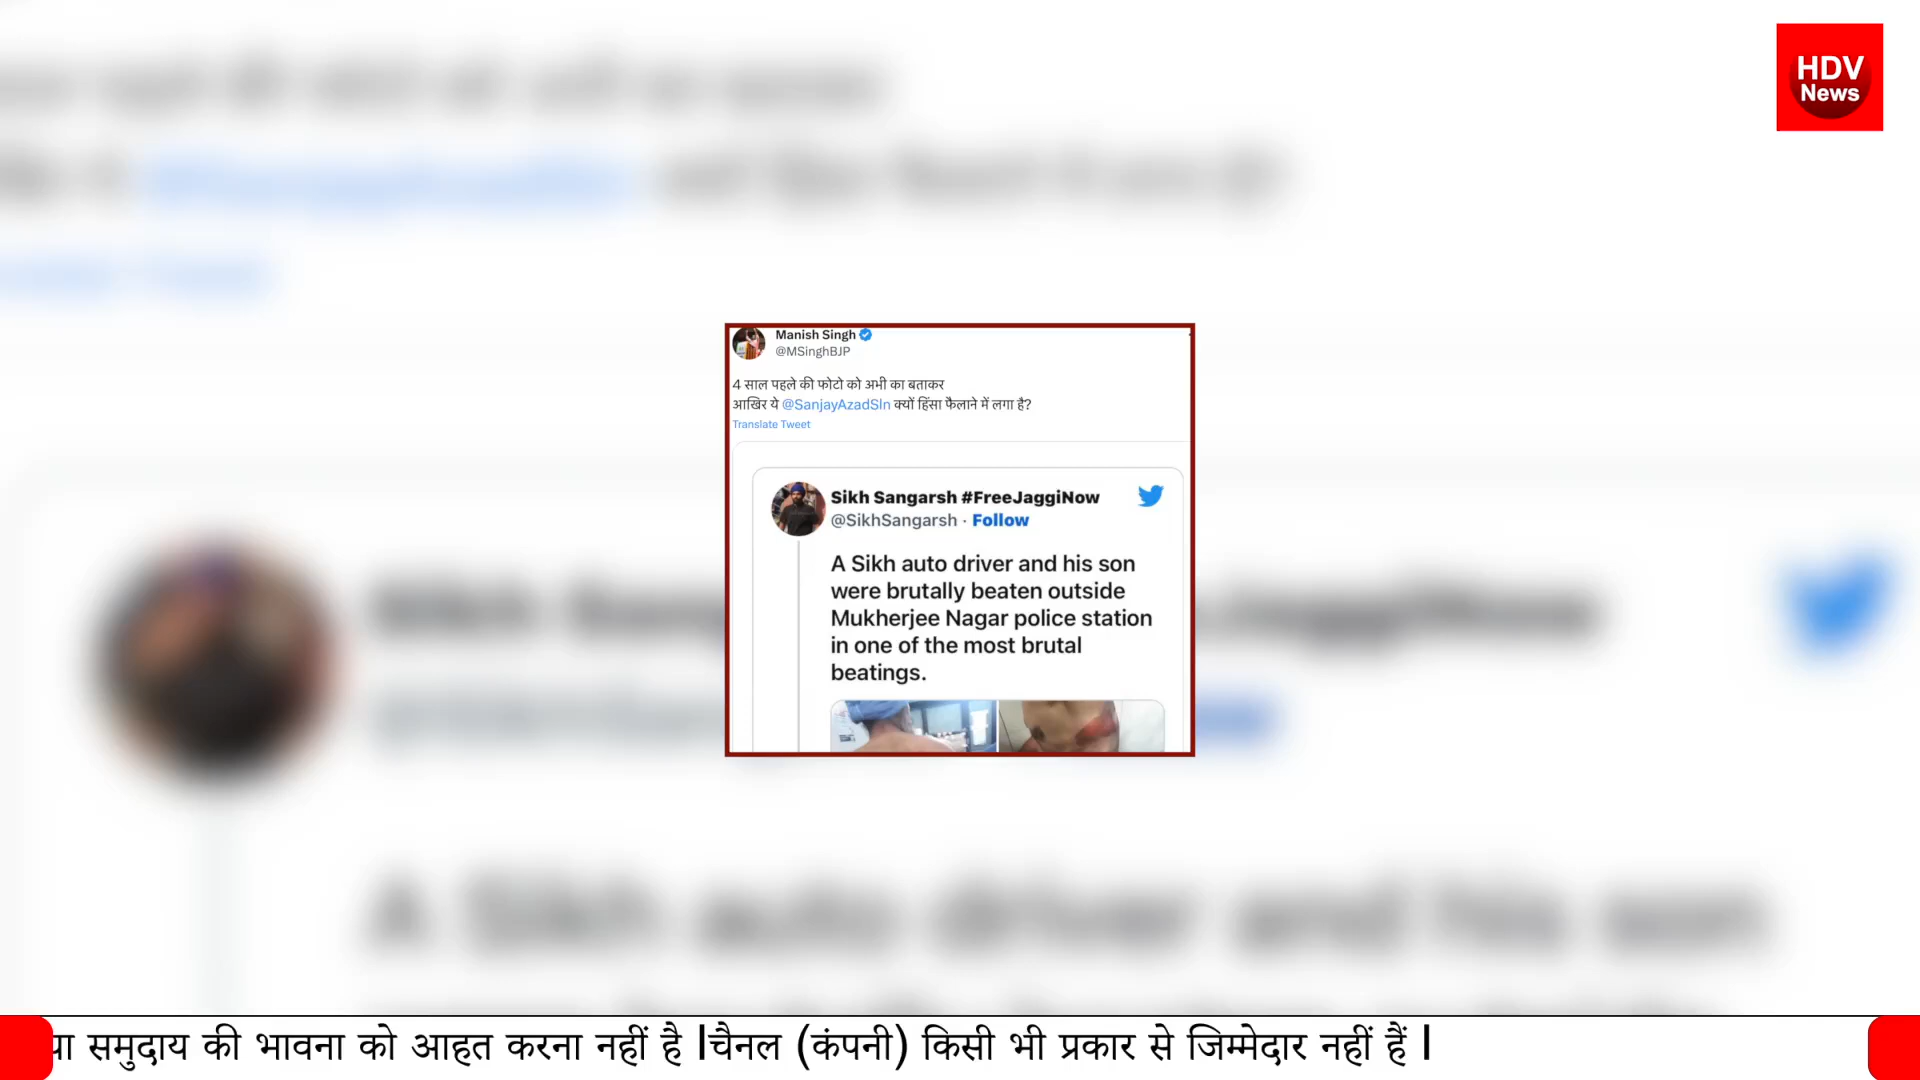 HDV
News
Manish Singh
@MSinghBJP
4 साल पहले की फोटो को अभी का बताकर
आखिर ये @SanjayAzadSln क्यों हिंसा फैलाने में लगा है?
Translate Tweet
Sikh Sangarsh #FreeJaggiNow
@SikhSangarsh · Follow
A Sikh auto driver and his son
were brutally beaten outside
Mukherjee Nagar police station
in one of the most brutal
beatings.
समुदाय की भावना को आहत करना नहीं है |चैनल (कंपनी) किसी भी प्रकार से जिम्मेदार नहीं हैं |